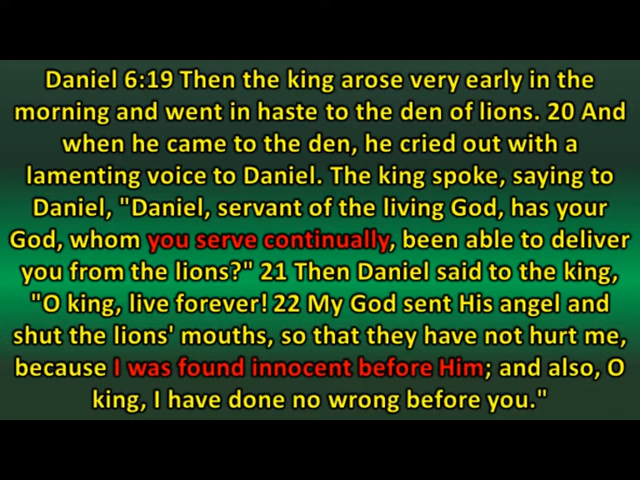 Daniel 6:19 Then the king arose very early in the
morning and went in haste to the den of lions. 20 And
when he came to the den, he cried out with a
lamenting voice to Daniel. The king spoke, saying to
Daniel, "Daniel, servant of the living God, has your
God, whom you serve continually, been able to deliver
you from the lions?" 21 Then Daniel said to the king,
"O king, live forever! 22 My God sent His angel and
shut the lions' mouths, so that they have not hurt me,
because I was found innocent before Him; and also, O
king, I have done no wrong before you."